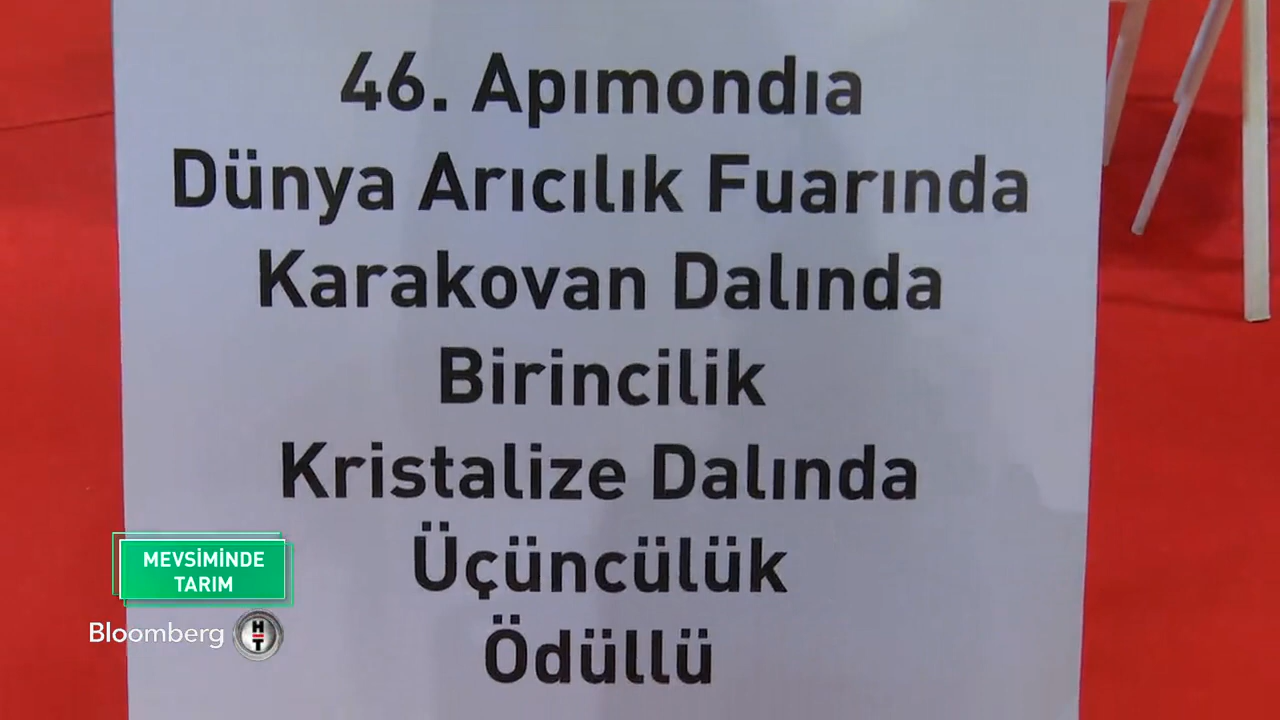 46. Apımondıa
Dünya Arıcılık Fuarında
Karakovan Dalında
Birincilik
Kristalize Dalında
Üçüncülük
Ödüllü
MEVSİMİNDE
TARIM
Bloomberg HT